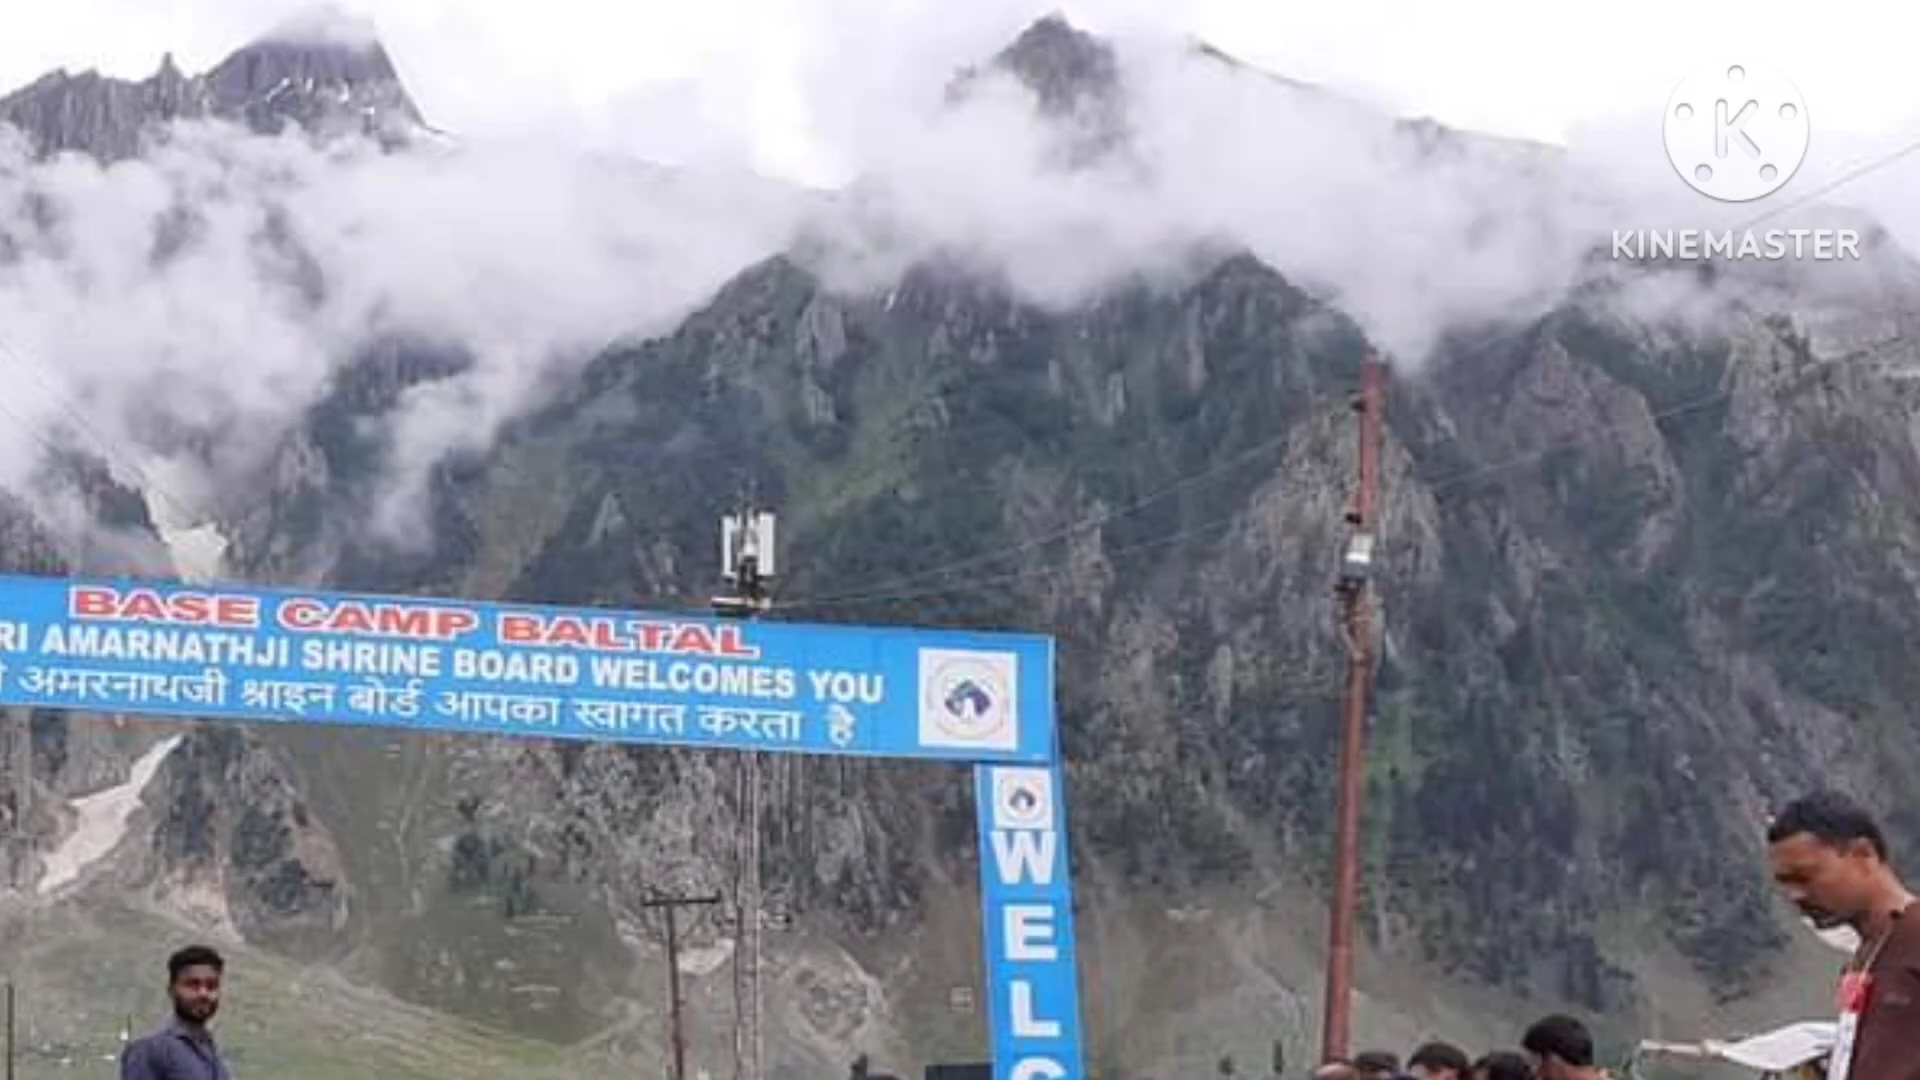 KINEMASTER
BASE CAMP BALTAL
RI AMARNATHJI SHRINE BOARD WELCOMES YOU
अमरनाथजी श्राइन बोर्ड आपका स्वागत करता है
WELC